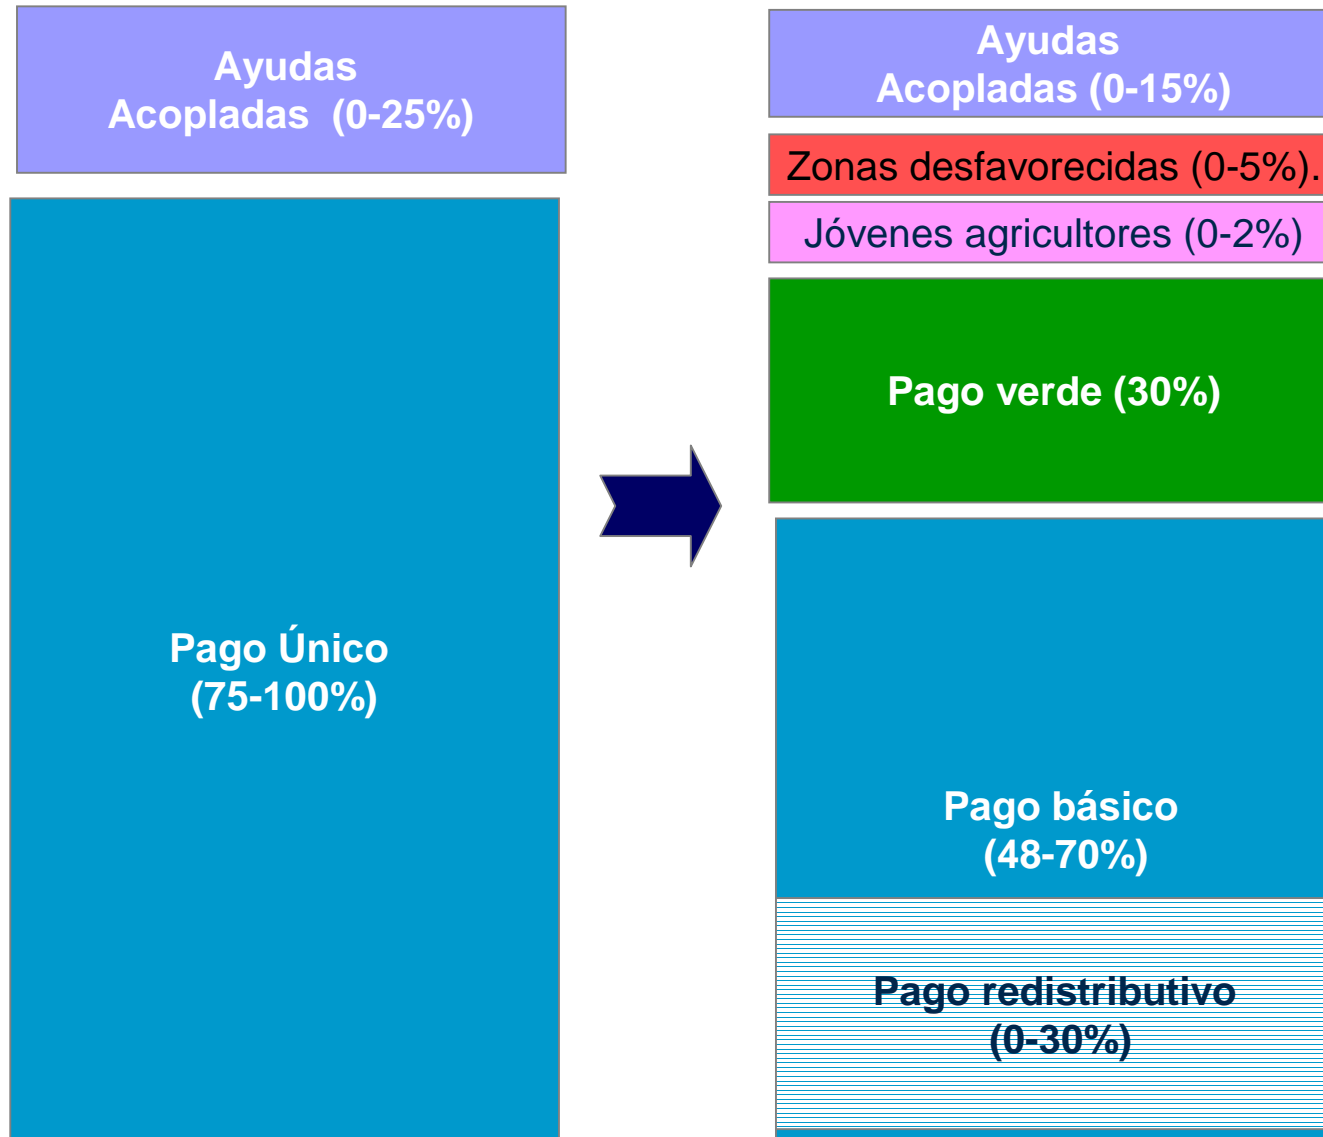 Ayudas
Acopladas (0-25%)
Pago Único
(75-100%)
Ayudas
Acopladas (0-15%)
Zonas desfavorecidas (0-5%).
Jóvenes agricultores (0-2%)
Pago verde (30%)
Pago básico
(48-70%)
Pago redistributivo
(0-30%)